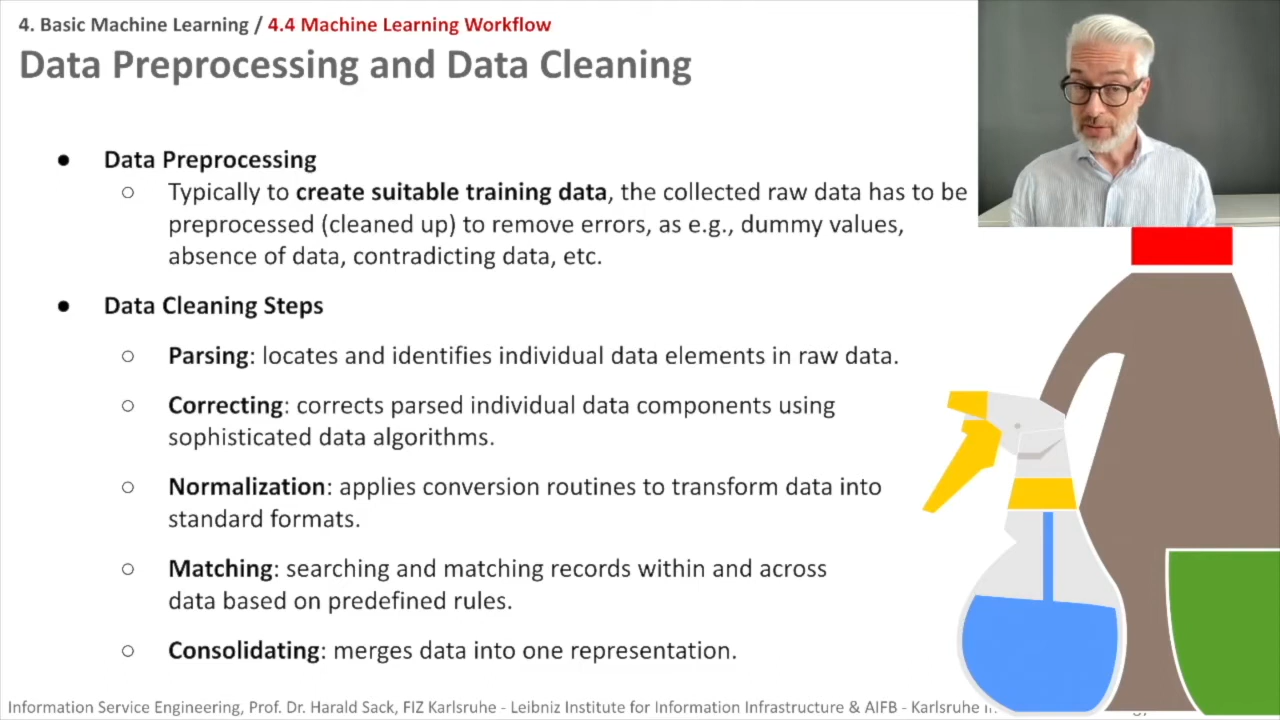 4. Basic Machine Learning / 4.4 Machine Learning Workflow
Data Preprocessing and Data Cleaning
● Data Preprocessing
○ Typically to create suitable training data, the collected raw data has to be
preprocessed (cleaned up) to remove errors, as e.g., dummy values,
absence of data, contradicting data, etc.
● Data Cleaning Steps
○ Parsing: locates and identifies individual data elements in raw data.
○ Correcting: corrects parsed individual data components using
sophisticated data algorithms.
○ Normalization: applies conversion routines to transform data into
standard formats.
○ Matching: searching and matching records within and across
data based on predefined rules.
○ Consolidating: merges data into one representation.
Information Service Engineering, Prof. Dr. Harald Sack, FIZ Karlsruhe - Leibniz Institute for Information Infrastructure & AIFB - Karlsruhe